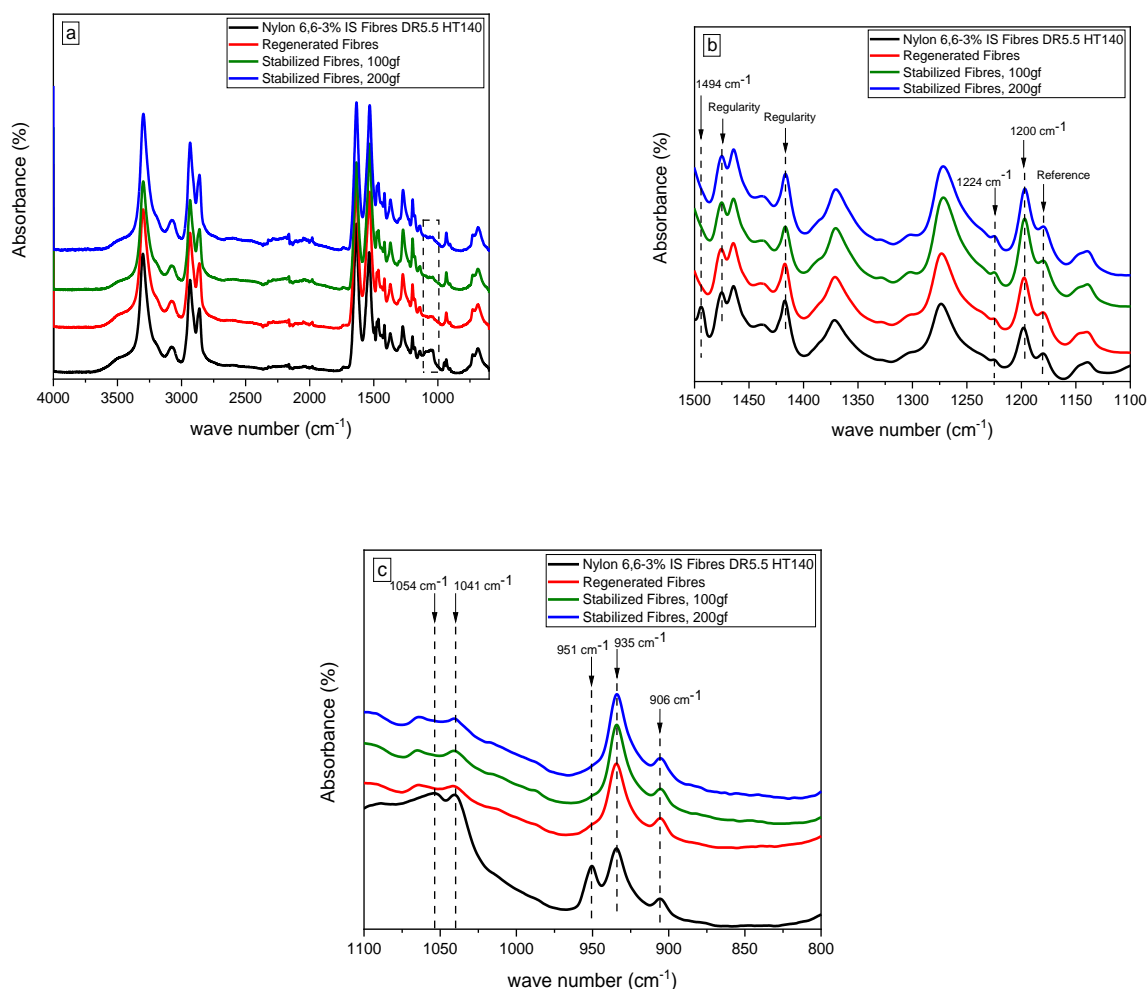 a
Nylon 6,6-3% IS Fibres DR5.5 HT140
Regenerated Fibres
Stabilized Fibres, 100gf
Stabilized Fibres, 200gf
Absorbance (%)
4000 3500 3000 2500 2000 1500 1000
wave number (cm⁻¹)
b
Nylon 6,6-3% IS Fibres DR5.5 HT140
Regenerated Fibres
Stabilized Fibres, 100gf
Stabilized Fibres, 200gf
1494 cm⁻¹
Regularity
Regularity
1200 cm⁻¹
1224 cm⁻¹
Reference
Absorbance (%)
1500 1450 1400 1350 1300 1250 1200 1150 1100
wave number (cm⁻¹)
c
Nylon 6,6-3% IS Fibres DR5.5 HT140
Regenerated Fibres
Stabilized Fibres, 100gf
Stabilized Fibres, 200gf
1054 cm⁻¹
1041 cm⁻¹
951 cm⁻¹
935 cm⁻¹
906 cm⁻¹
Absorbance (%)
1100 1050 1000 950 900 850 800
wave number (cm⁻¹)